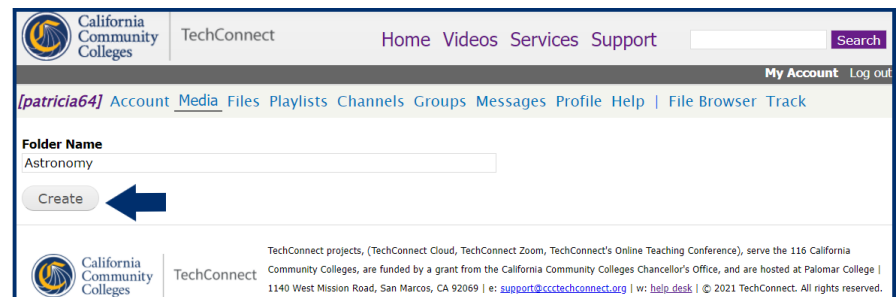 California
Community
Colleges
TechConnect
Home Videos Services Support
Search
My Account Log out
[patricia64] Account Media Files Playlists Channels Groups Messages Profile Help | File Browser Track
Folder Name
Astronomy
Create
California
Community
Colleges
TechConnect
TechConnect projects, (TechConnect Cloud, TechConnect Zoom, TechConnect's Online Teaching Conference), serve the 116 California
Community Colleges, are funded by a grant from the California Community Colleges Chancellor's Office, and are hosted at Palomar College |
1140 West Mission Road, San Marcos, CA 92069 | e: support@ccctechconnect.org | w: help desk | © 2021 TechConnect. All rights reserved.